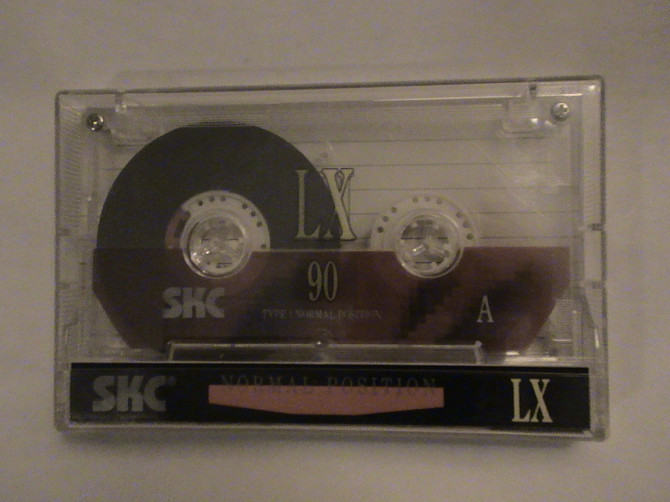 LX
90
SKC
TYPE I NORMAL POSITION
A
SKC®
NORMAL POSITION
LX